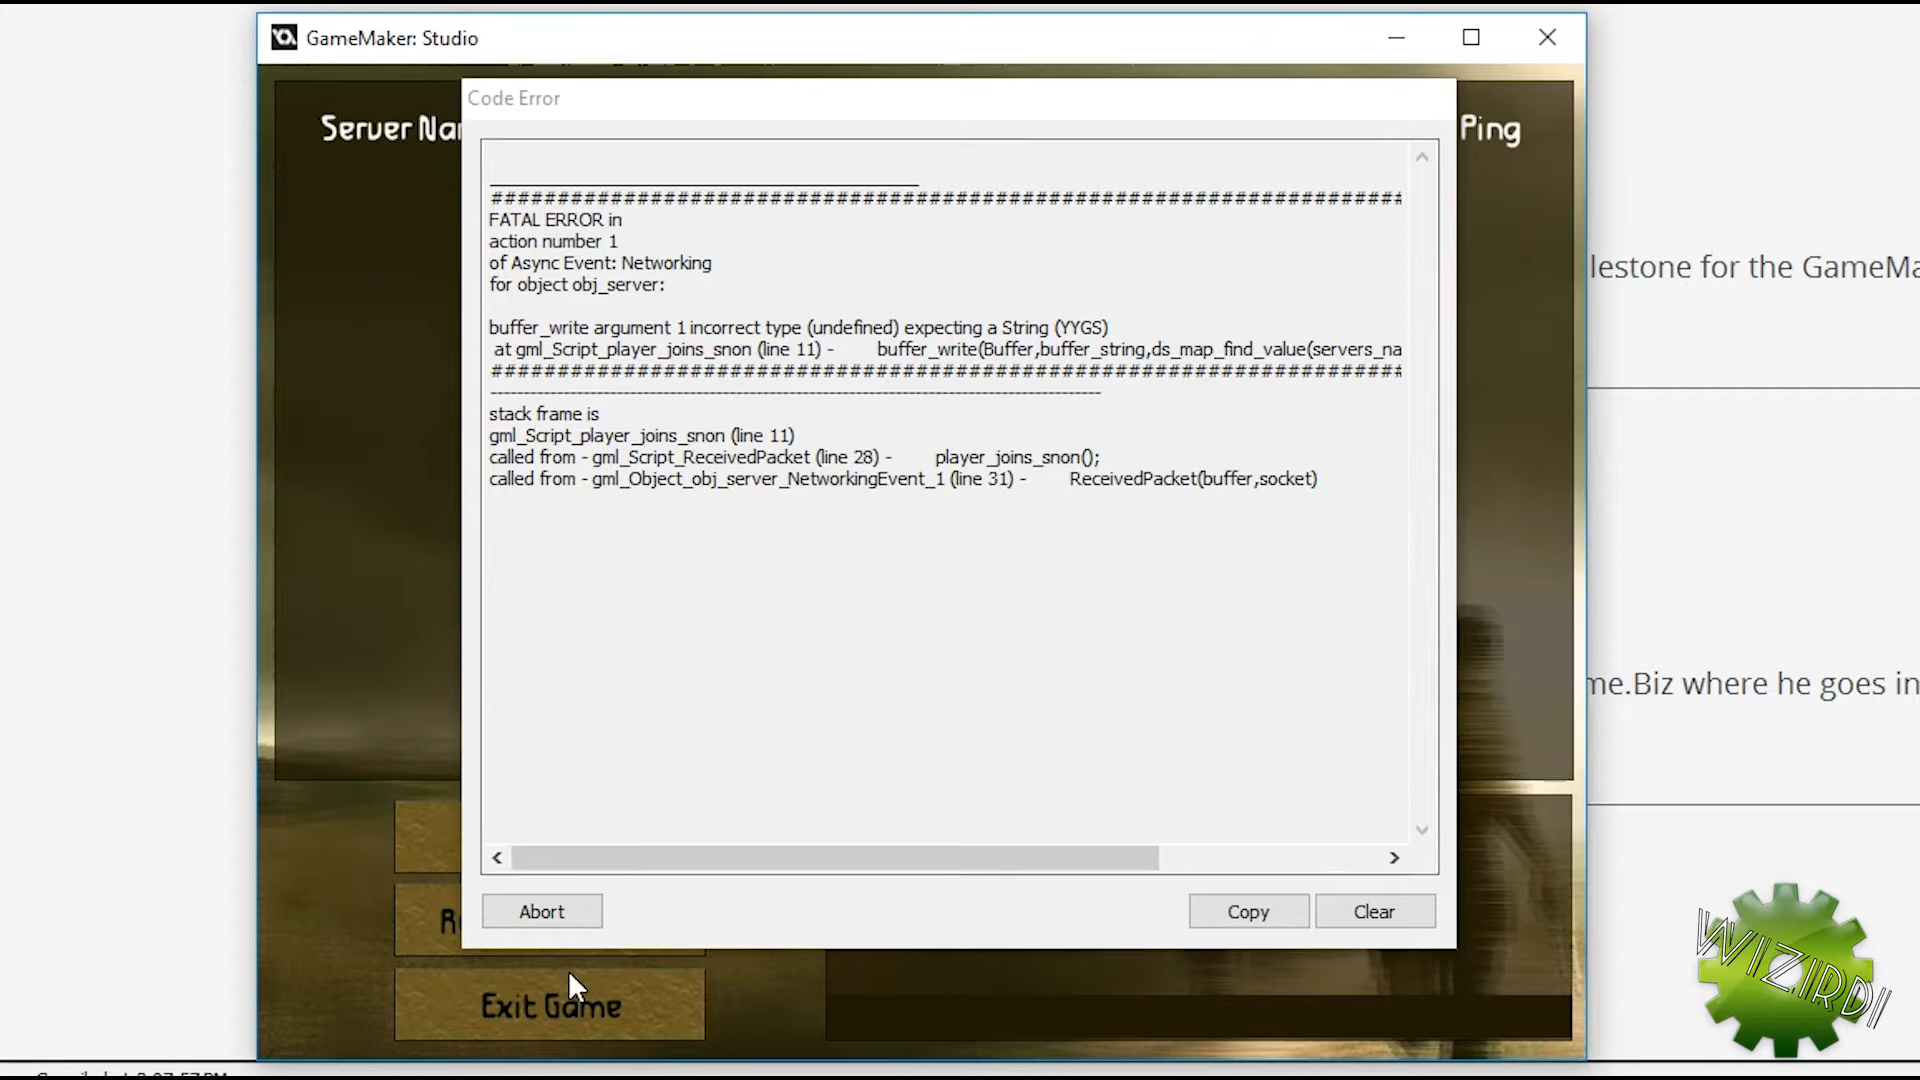 GameMaker: Studio
Code Error
Server Na
Ping
################################################################
FATAL ERROR in
action number 1
of Async Event: Networking
for object obj_server:
buffer_write argument 1 incorrect type (undefined) expecting a String (YYGS)
at gml_Script_player_joins_snon (line 11) - buffer_write(Buffer,buffer_string,ds_map_find_value(servers_na
################################################################
stack frame is
gml_Script_player_joins_snon (line 11)
called from - gml_Script_ReceivedPacket (line 28) - player_joins_snon();
called from - gml_Object_obj_server_NetworkingEvent_1 (line 31) - ReceivedPacket(buffer,socket)
lestone for the GameMa
me.Biz where he goes in
Abort
Copy
Clear
R
Exit Game
WIZIRDI